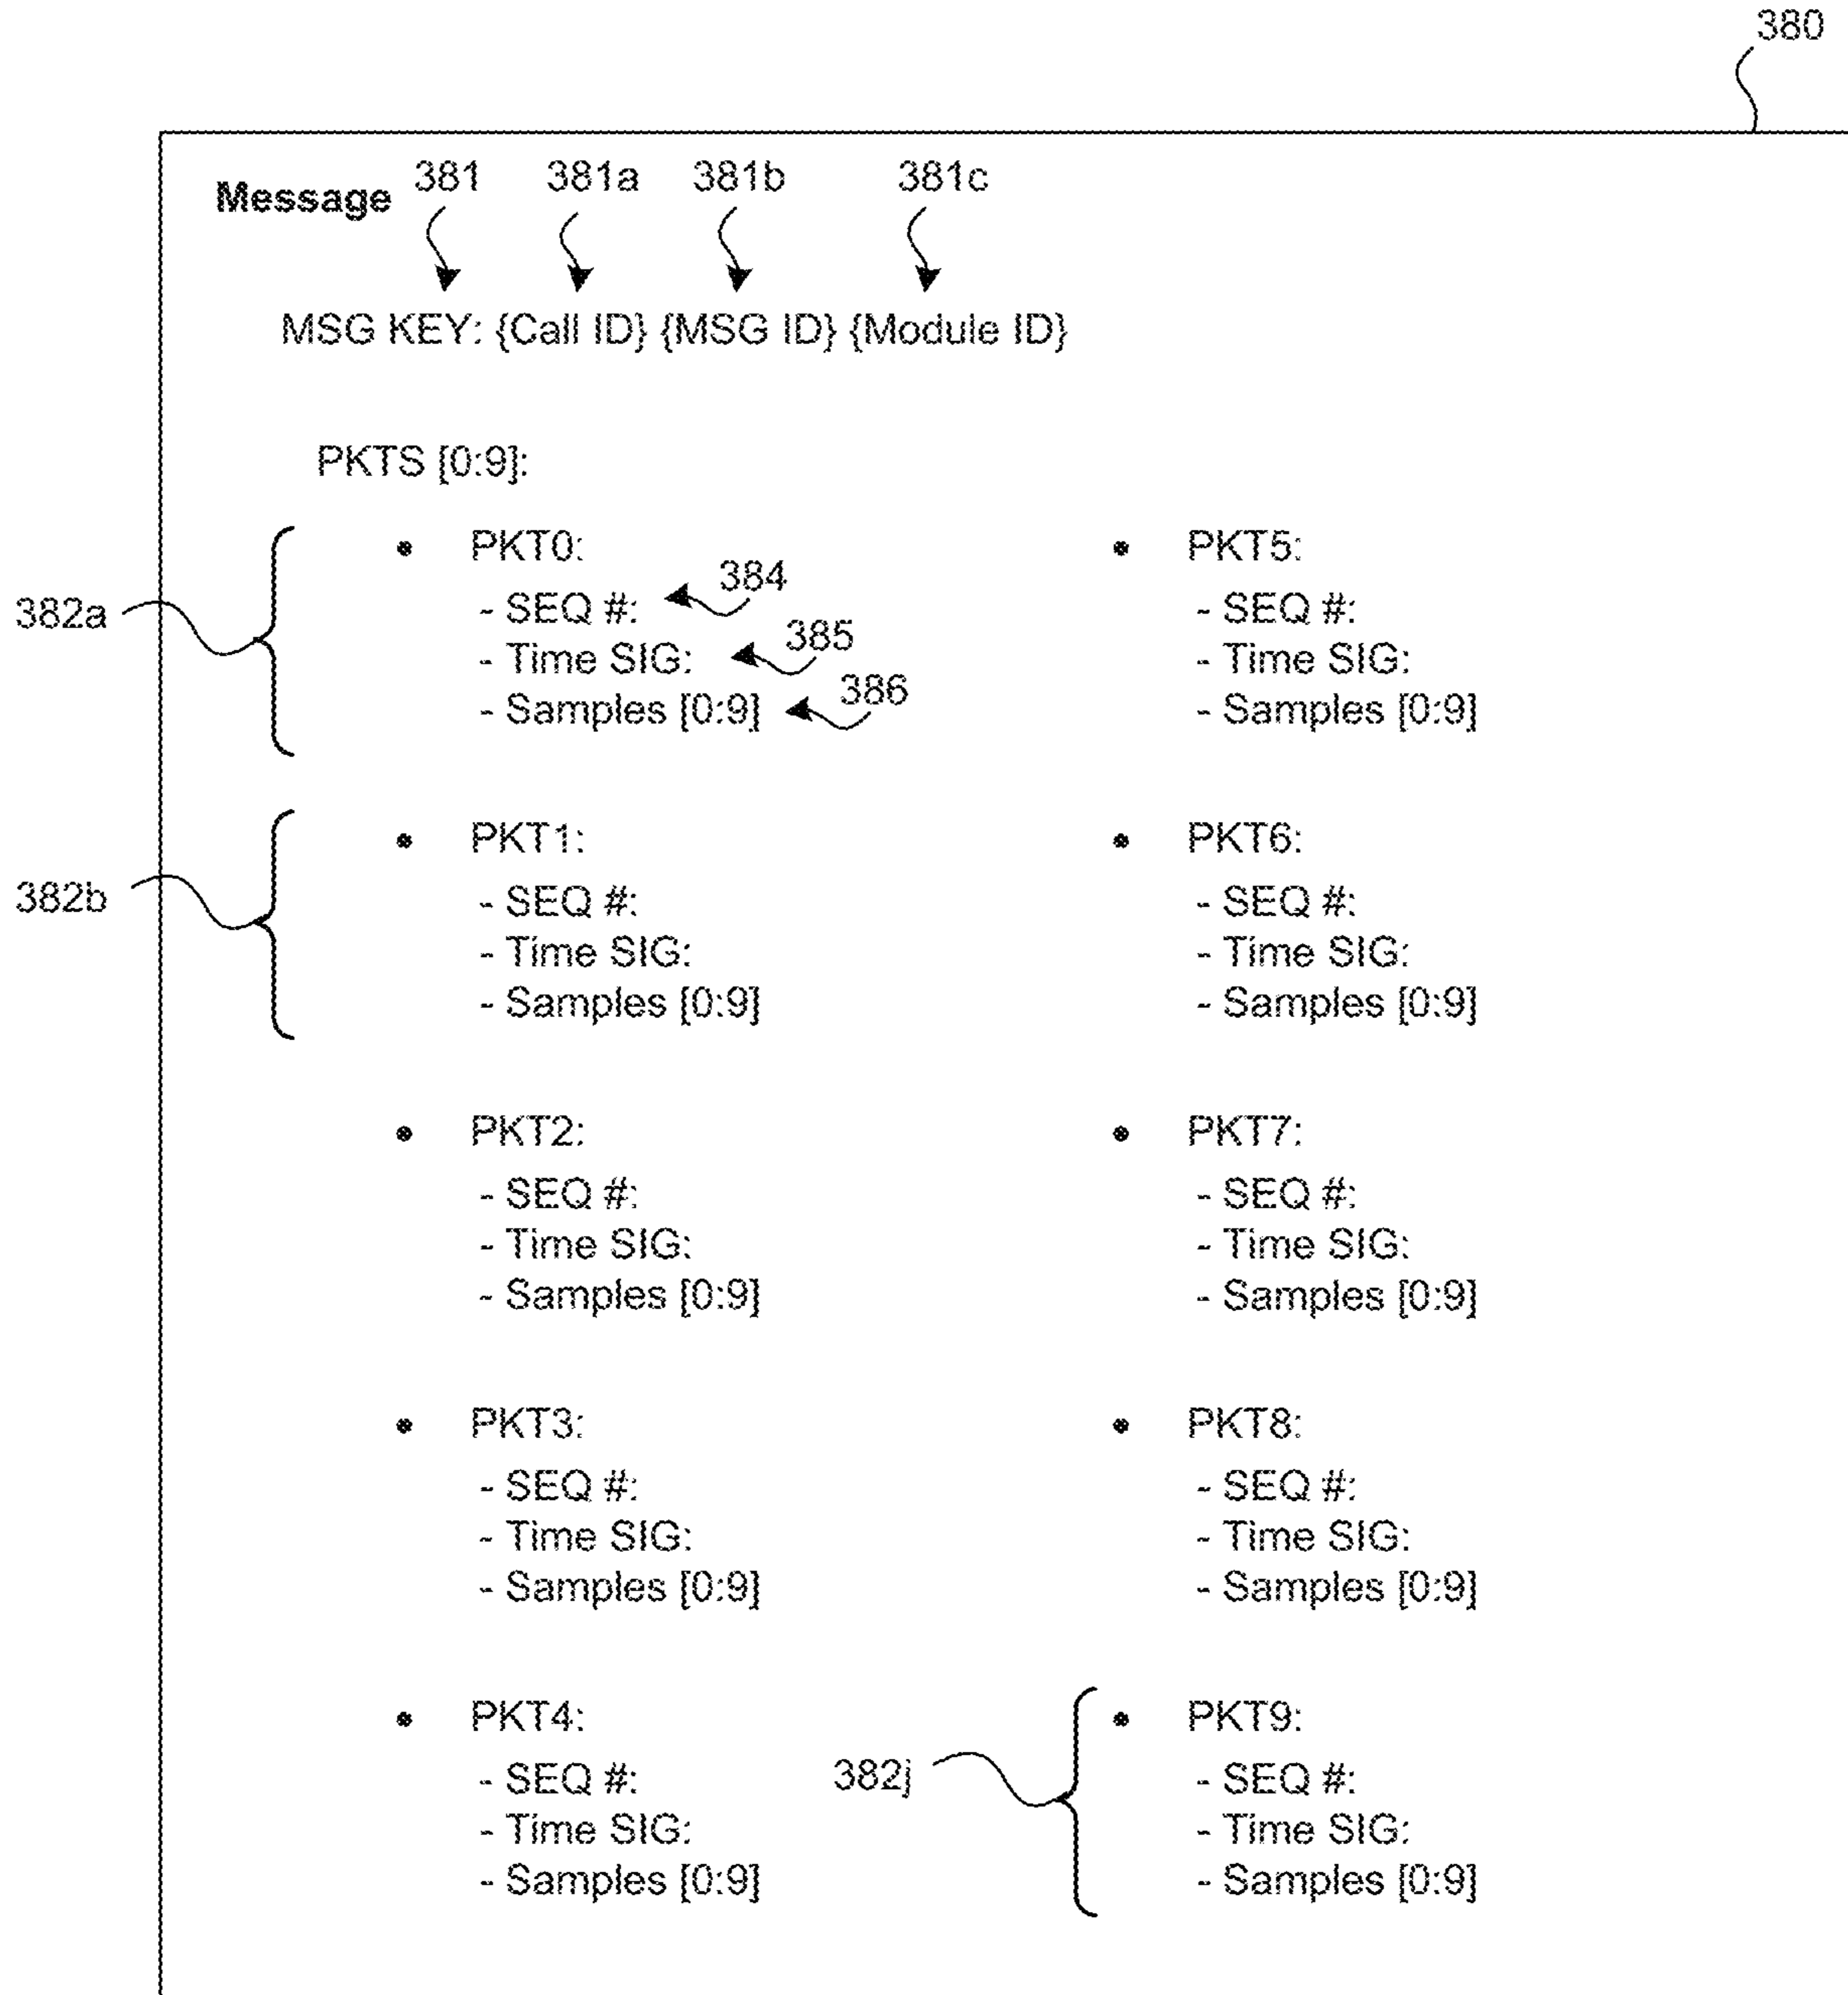 380
Message 381 381a 381b 381c
MSG KEY: {Call ID} {MSG ID} {Module ID}
PKTS [0:9]:
382a
• PKT0:
- SEQ #: 384
- Time SIG: 385
- Samples [0:9] 386
382b
• PKT1:
- SEQ #:
- Time SIG:
- Samples [0:9]
• PKT2:
- SEQ #:
- Time SIG:
- Samples [0:9]
• PKT3:
- SEQ #:
- Time SIG:
- Samples [0:9]
• PKT4:
- SEQ #:
- Time SIG:
- Samples [0:9]
• PKT5:
- SEQ #:
- Time SIG:
- Samples [0:9]
• PKT6:
- SEQ #:
- Time SIG:
- Samples [0:9]
• PKT7:
- SEQ #:
- Time SIG:
- Samples [0:9]
• PKT8:
- SEQ #:
- Time SIG:
- Samples [0:9]
382j
• PKT9:
- SEQ #:
- Time SIG:
- Samples [0:9]